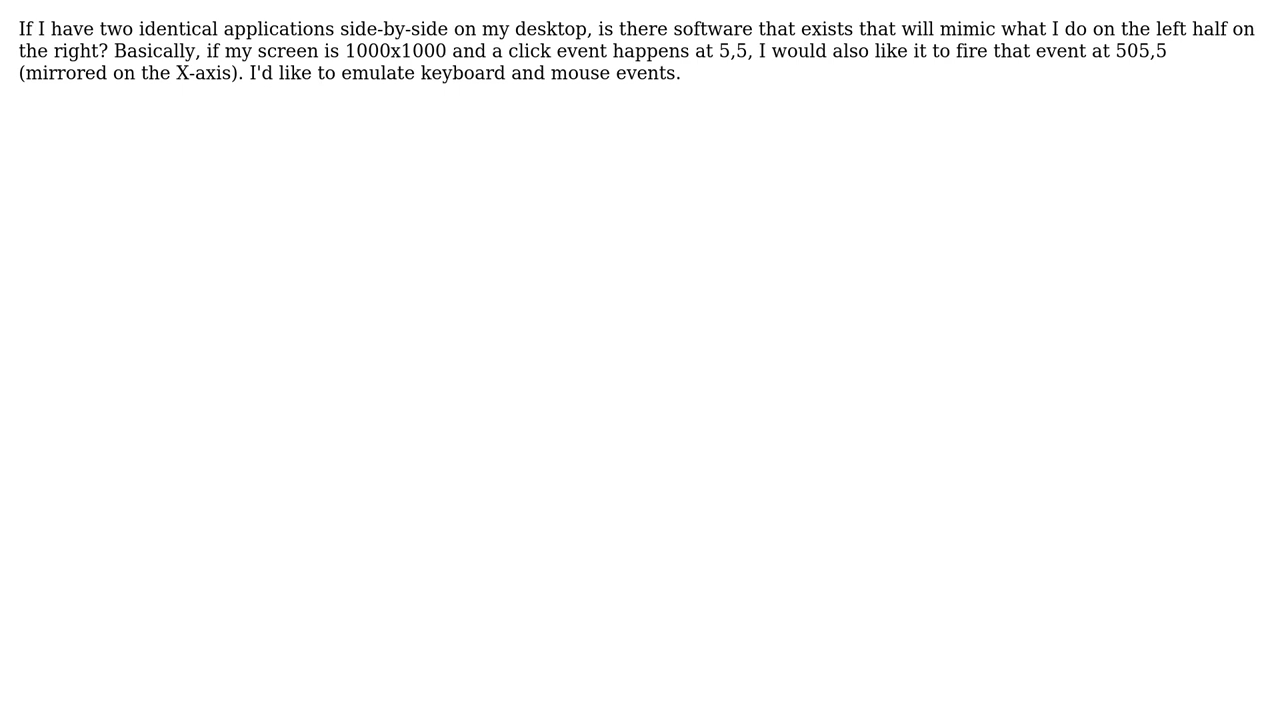 If I have two identical applications side-by-side on my desktop, is there software that exists that will mimic what I do on the left half on
the right? Basically, if my screen is 1000x1000 and a click event happens at 5,5, I would also like it to fire that event at 505,5
(mirrored on the X-axis). I'd like to emulate keyboard and mouse events.